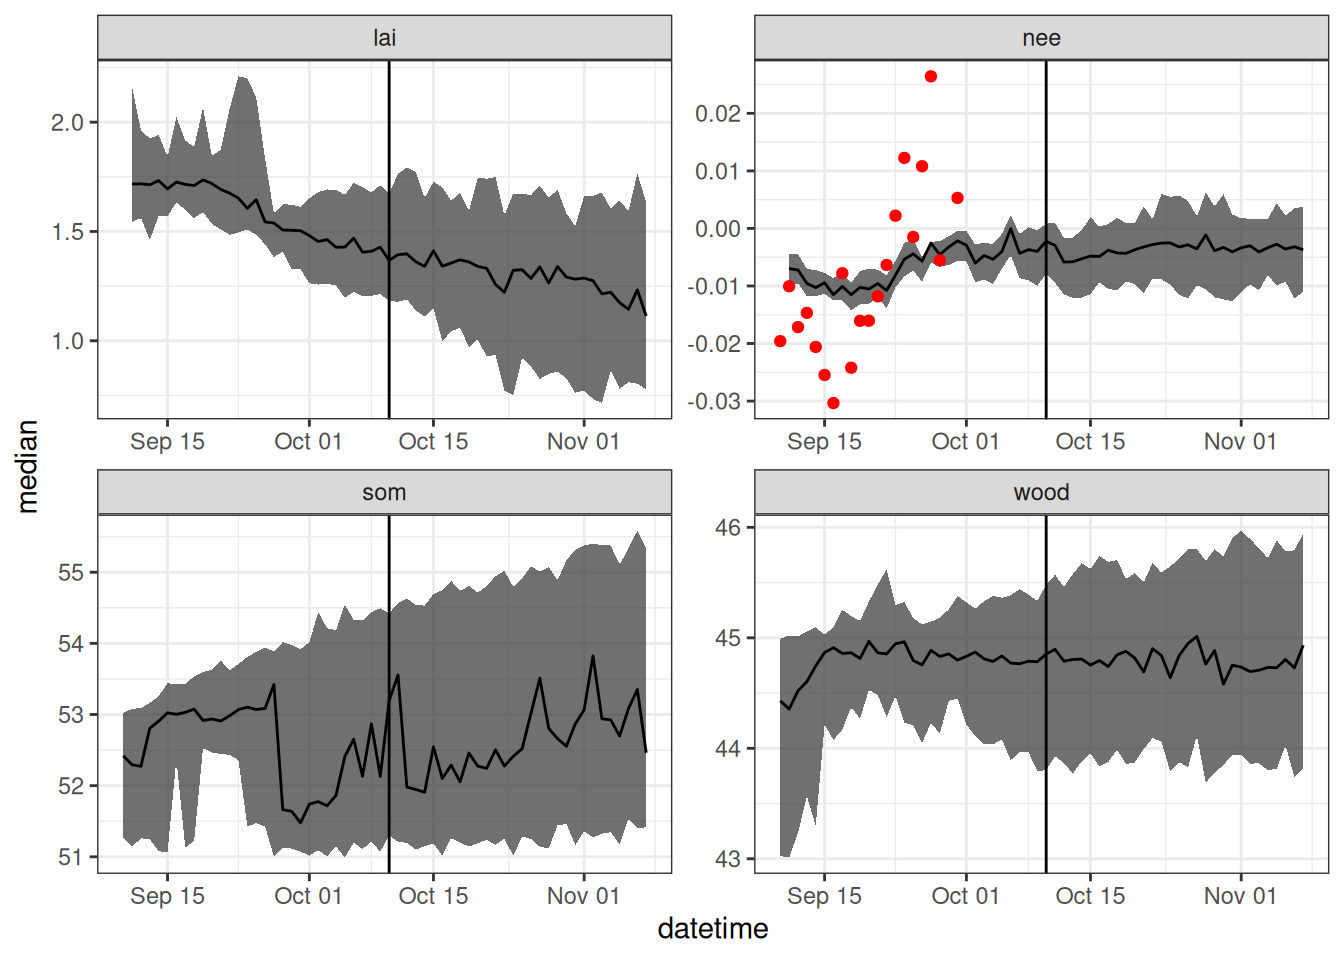 lai
nee
2.0
1.5
1.0
0.02
0.01
0.00
-0.01
-0.02
-0.03
Sep 15 Oct 01 Oct 15 Nov 01
Sep 15 Oct 01 Oct 15 Nov 01
median
som
wood
55
54
53
52
51
46
45
44
43
Sep 15 Oct 01 Oct 15 Nov 01
Sep 15 Oct 01 Oct 15 Nov 01
datetime